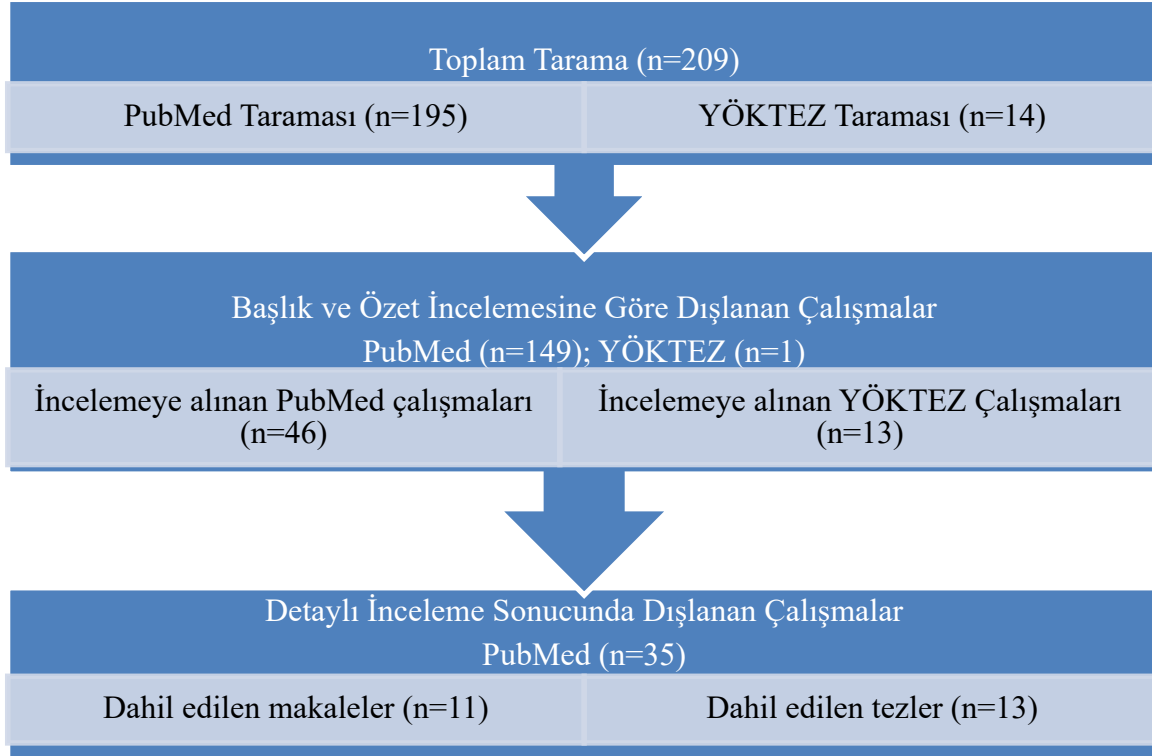 Toplam Tarama (n=209)
PubMed Taraması (n=195)
YÖKTEZ Taraması (n=14)
Başlık ve Özet İncelemesine Göre Dışlanan Çalışmalar
PubMed (n=149); YÖKTEZ (n=1)
İncelemeye alınan PubMed çalışmaları
(n=46)
İncelemeye alınan YÖKTEZ Çalışmaları
(n=13)
Detaylı İnceleme Sonucunda Dışlanan Çalışmalar
PubMed (n=35)
Dahil edilen makaleler (n=11)
Dahil edilen tezler (n=13)